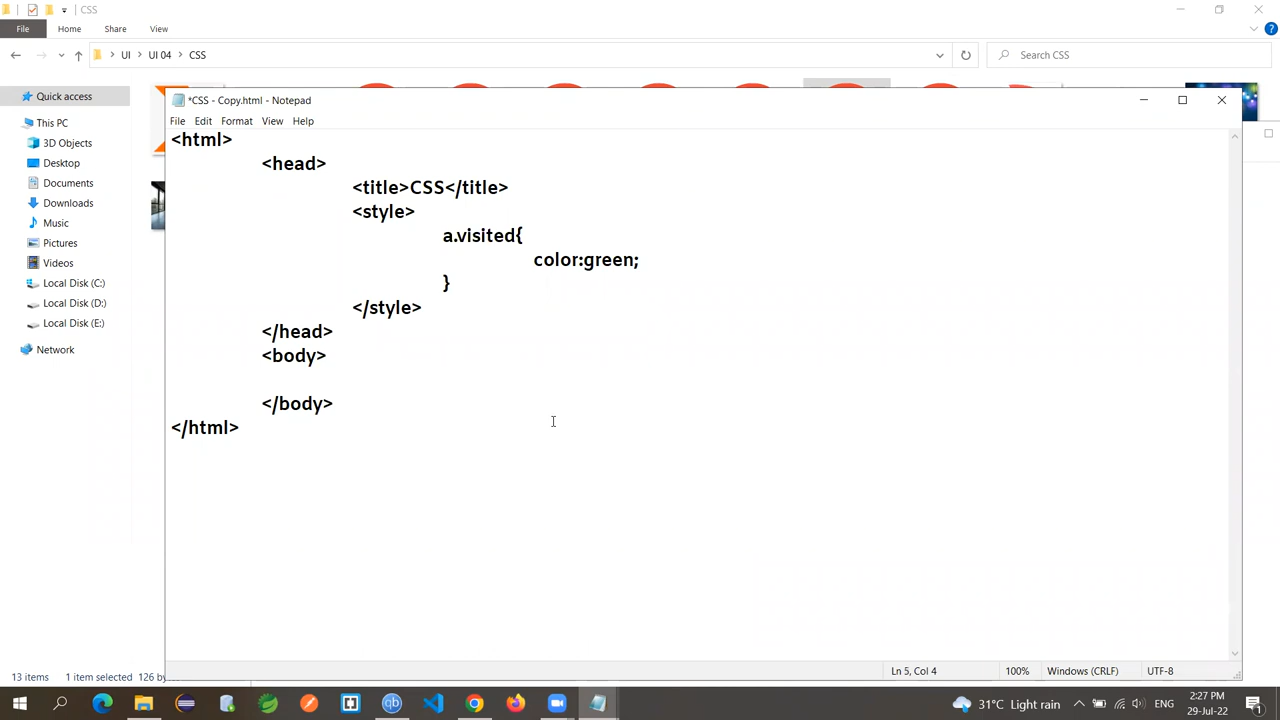 CSS
File Home Share View
UI UI 04 CSS
Search CSS
Quick access
This PC
3D Objects
Desktop
Documents
Downloads
Music
Pictures
Videos
Local Disk (C:)
Local Disk (D:)
Local Disk (E:)
Network
*CSS - Copy.html - Notepad
File Edit Format View Help
<html>
<head>
<title>CSS</title>
<style>
a.visited{
color:green;
}
</style>
</head>
<body>
</body>
</html>
Ln 5, Col 4 100% Windows (CRLF) UTF-8
13 items 1 item selected 126 by
31°C Light rain ENG 2:27 PM
29-Jul-22